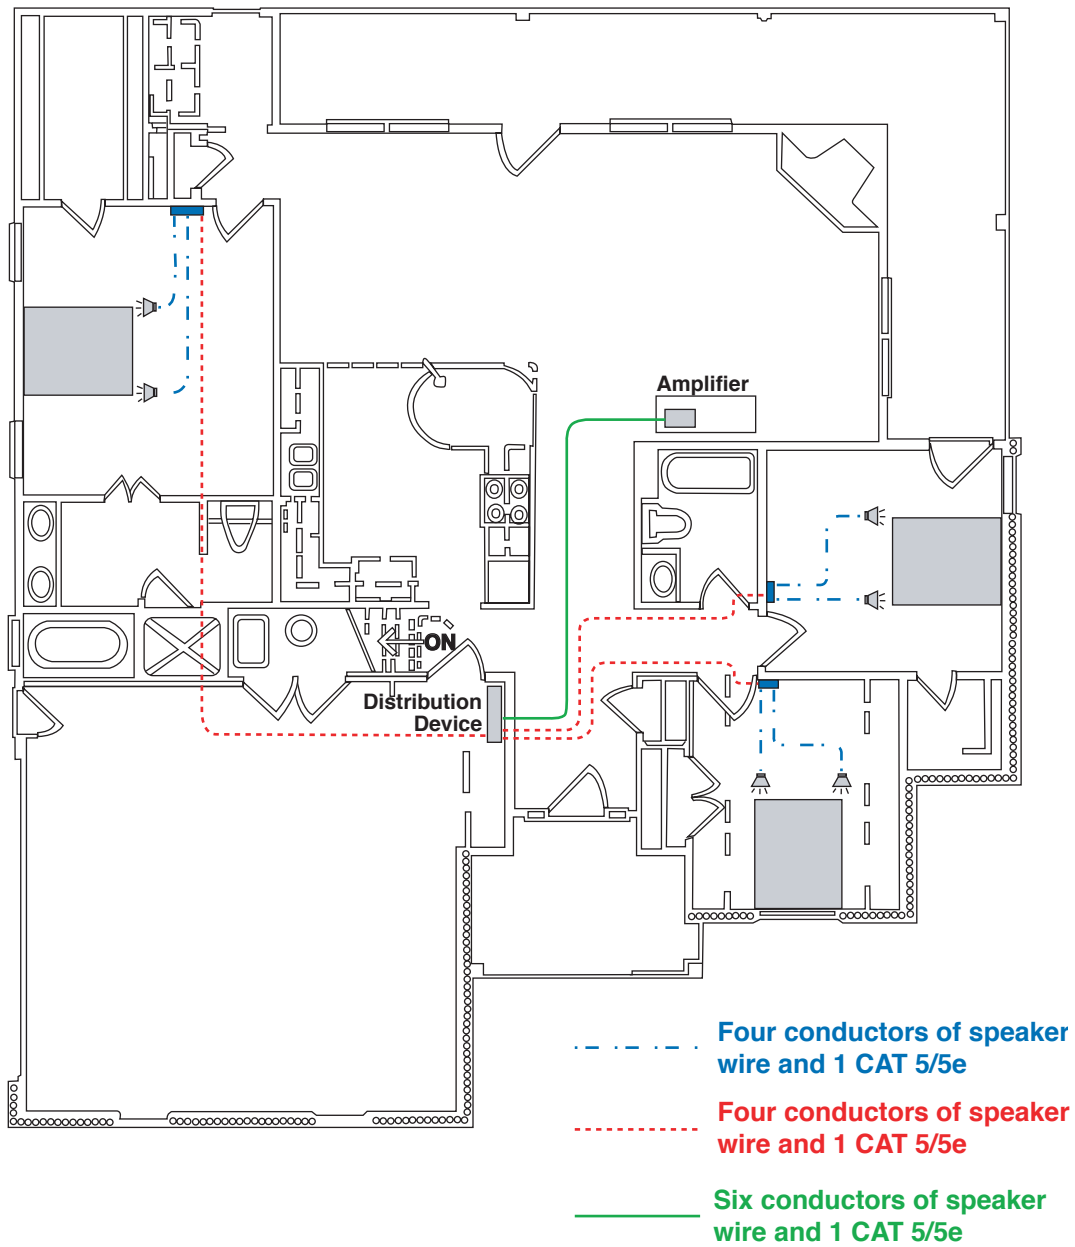 Amplifier
ON
Distribution
Device
Four conductors of speaker
wire and 1 CAT 5/5e
Four conductors of speaker
wire and 1 CAT 5/5e
Six conductors of speaker
wire and 1 CAT 5/5e